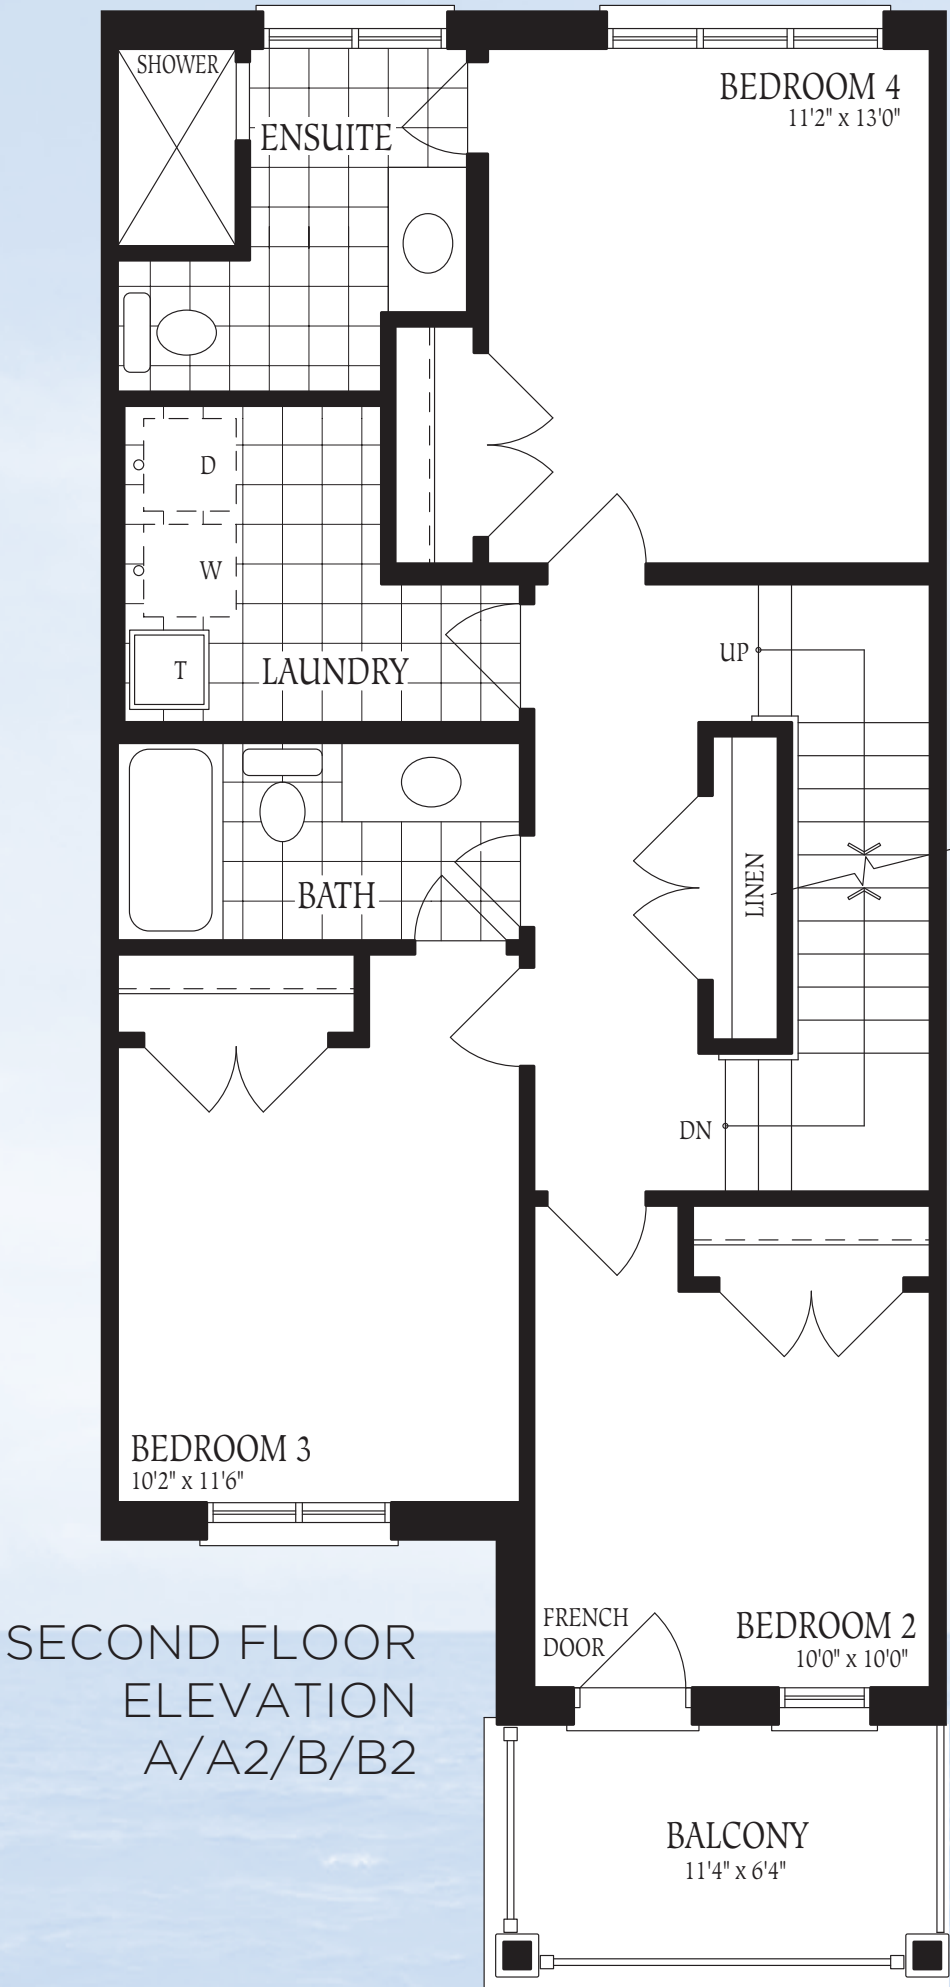 SHOWER
BEDROOM 4
11'2" x 13'0"
ENSUITE
D
W
UP
T
LAUNDRY
LINEN
BATH
DN
BEDROOM 3
10'2" x 11'6"
FRENCH
DOOR
BEDROOM 2
10'0" x 10'0"
SECOND FLOOR
ELEVATION
A/A2/B/B2
BALCONY
11'4" x 6'4"